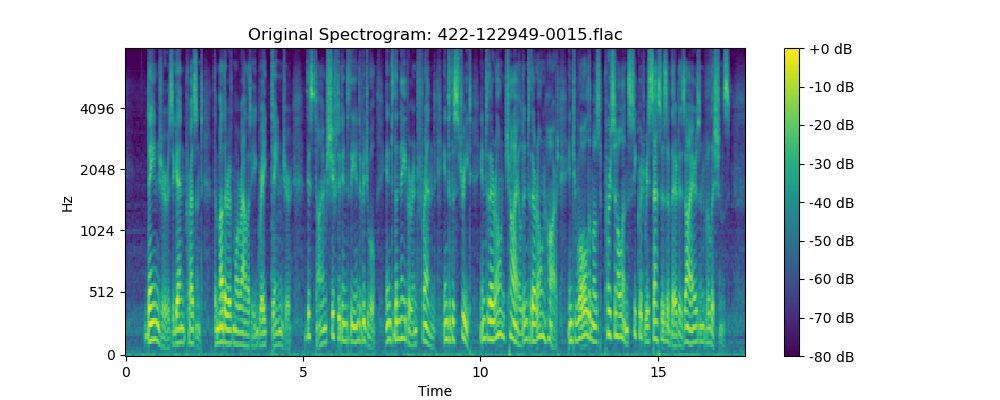 Original Spectrogram: 422-122949-0015.flac
Hz
4096
2048
1024
512
0
0 5 10 15
Time
+0 dB
-10 dB
-20 dB
-30 dB
-40 dB
-50 dB
-60 dB
-70 dB
-80 dB